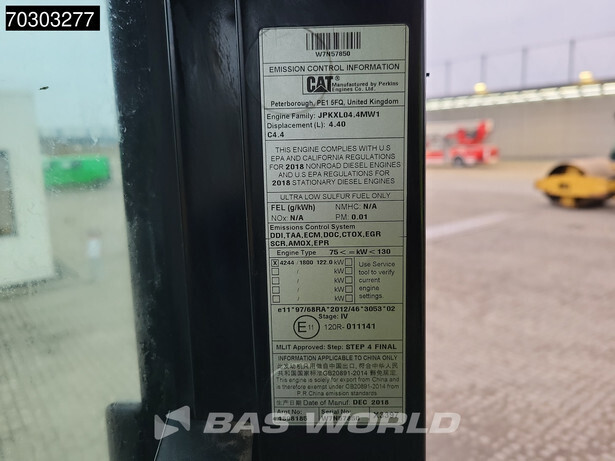 70303277
W7N57850
EMISSION CONTROL INFORMATION
CAT Manufactured by Perkins
Engines Co. Ltd.
Peterborough, PE1 5FQ, United Kingdom
Engine Family: JPKXL04.4MW1
Displacement (L): 4.40
C4.4
THIS ENGINE COMPLIES WITH U.S
EPA AND CALIFORNIA REGULATIONS
FOR 2018 NONROAD DIESEL ENGINES
AND U.S EPA REGULATIONS FOR
2018 STATIONARY DIESEL ENGINES
ULTRA LOW SULFUR FUEL ONLY
FEL (g/kWh) NMHC: N/A
NOx: N/A PM: 0.01
Emissions Control System
DDI,TAA,ECM,DOC,CTOX,EGR
SCR,AMOX,EPR
Engine Type 75< = kW < 130
X 4244 / 1800 122.0 kW Use Service
/ kW tool to verify
/ kW current
/ kW engine
/ kW settings.
e11*97/68RA*2012/46*3053*02
Stage: IV
E11 120R- 011141
MLIT Approved: Step: STEP 4 FINAL
INFORMATION APPLICABLE TO CHINA ONLY
GB20891-2014
This engine is solely for export from China and
is therefore exempt under GB20891-2014 from
P.R China emission standards.
Date of Manuf: DEC 2018
Serial No:
W7N57850
BAS WORLD